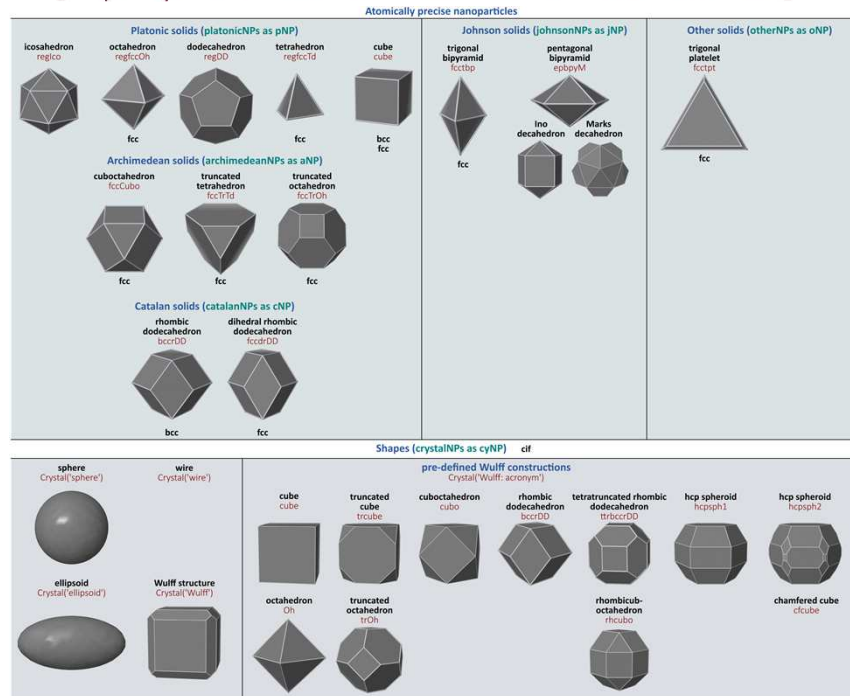 Atomically precise nanoparticles
Platonic solids (platonicNPs as pNP)
icosahedron
regIco
octahedron
regfccOh
fcc
dodecahedron
regDD
tetrahedron
regfccTd
fcc
cube
cube
bcc
fcc
Archimedean solids (archimedeanNPs as aNP)
cuboctahedron
fccCubo
fcc
truncated
tetrahedron
fccTrTd
fcc
truncated
octahedron
fccTrOh
fcc
Catalan solids (catalanNPs as cNP)
rhombic
dodecahedron
bccrDD
bcc
dihedral rhombic
dodecahedron
fccdrDD
fcc
Johnson solids (johnsonNPs as jNP)
trigonal
bipyramid
fcctbp
fcc
pentagonal
bipyramid
epbpyM
Ino
decahedron
Marks
decahedron
Other solids (otherNPs as oNP)
trigonal
platelet
fcctpt
fcc
Shapes (crystalNPs as cyNP) cif
sphere
Crystal('sphere')
wire
Crystal('wire')
ellipsoid
Crystal('ellipsoid')
Wulff structure
Crystal('Wulff')
pre-defined Wulff constructions
Crystal('Wulff: acronym')
cube
cube
truncated
cube
trcube
cuboctahedron
cubo
rhombic
dodecahedron
bccrDD
tetratruncated rhombic
dodecahedron
ttrbccrDD
hcp spheroid
hcpsph1
hcp spheroid
hcpsph2
octahedron
Oh
truncated
octahedron
trOh
rhombicub-
octahedron
rhcubo
chamfered cube
cfcube